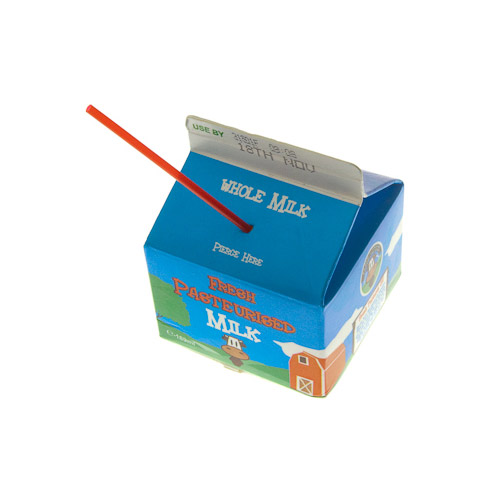 USE BY
18TH NOV
WHOLE MILK
PIERCE HERE
FRESH
PASTEURISED
MILK